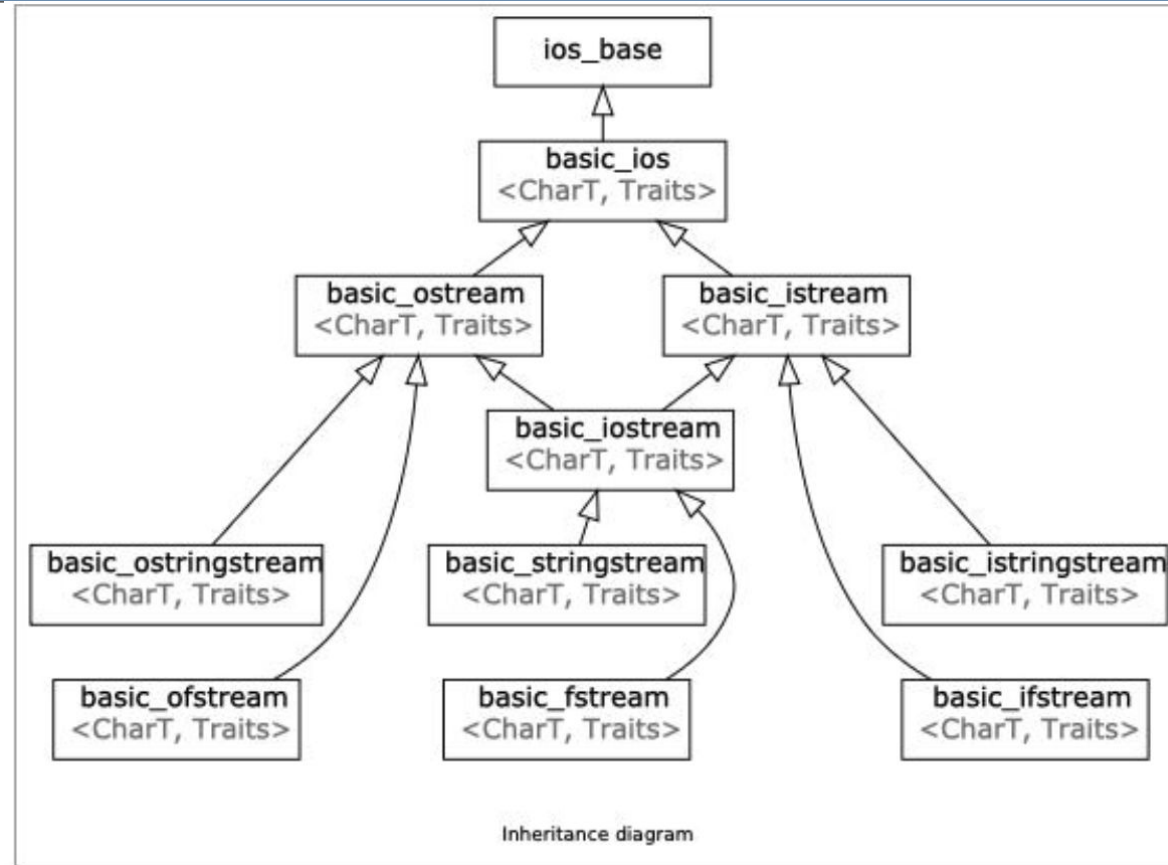 ios_base
basic_ios
<CharT, Traits>
basic_ostream
<CharT, Traits>
basic_istream
<CharT, Traits>
basic_iostream
<CharT, Traits>
basic_ostringstream
<CharT, Traits>
basic_stringstream
<CharT, Traits>
basic_istringstream
<CharT, Traits>
basic_ofstream
<CharT, Traits>
basic_fstream
<CharT, Traits>
basic_ifstream
<CharT, Traits>
Inheritance diagram